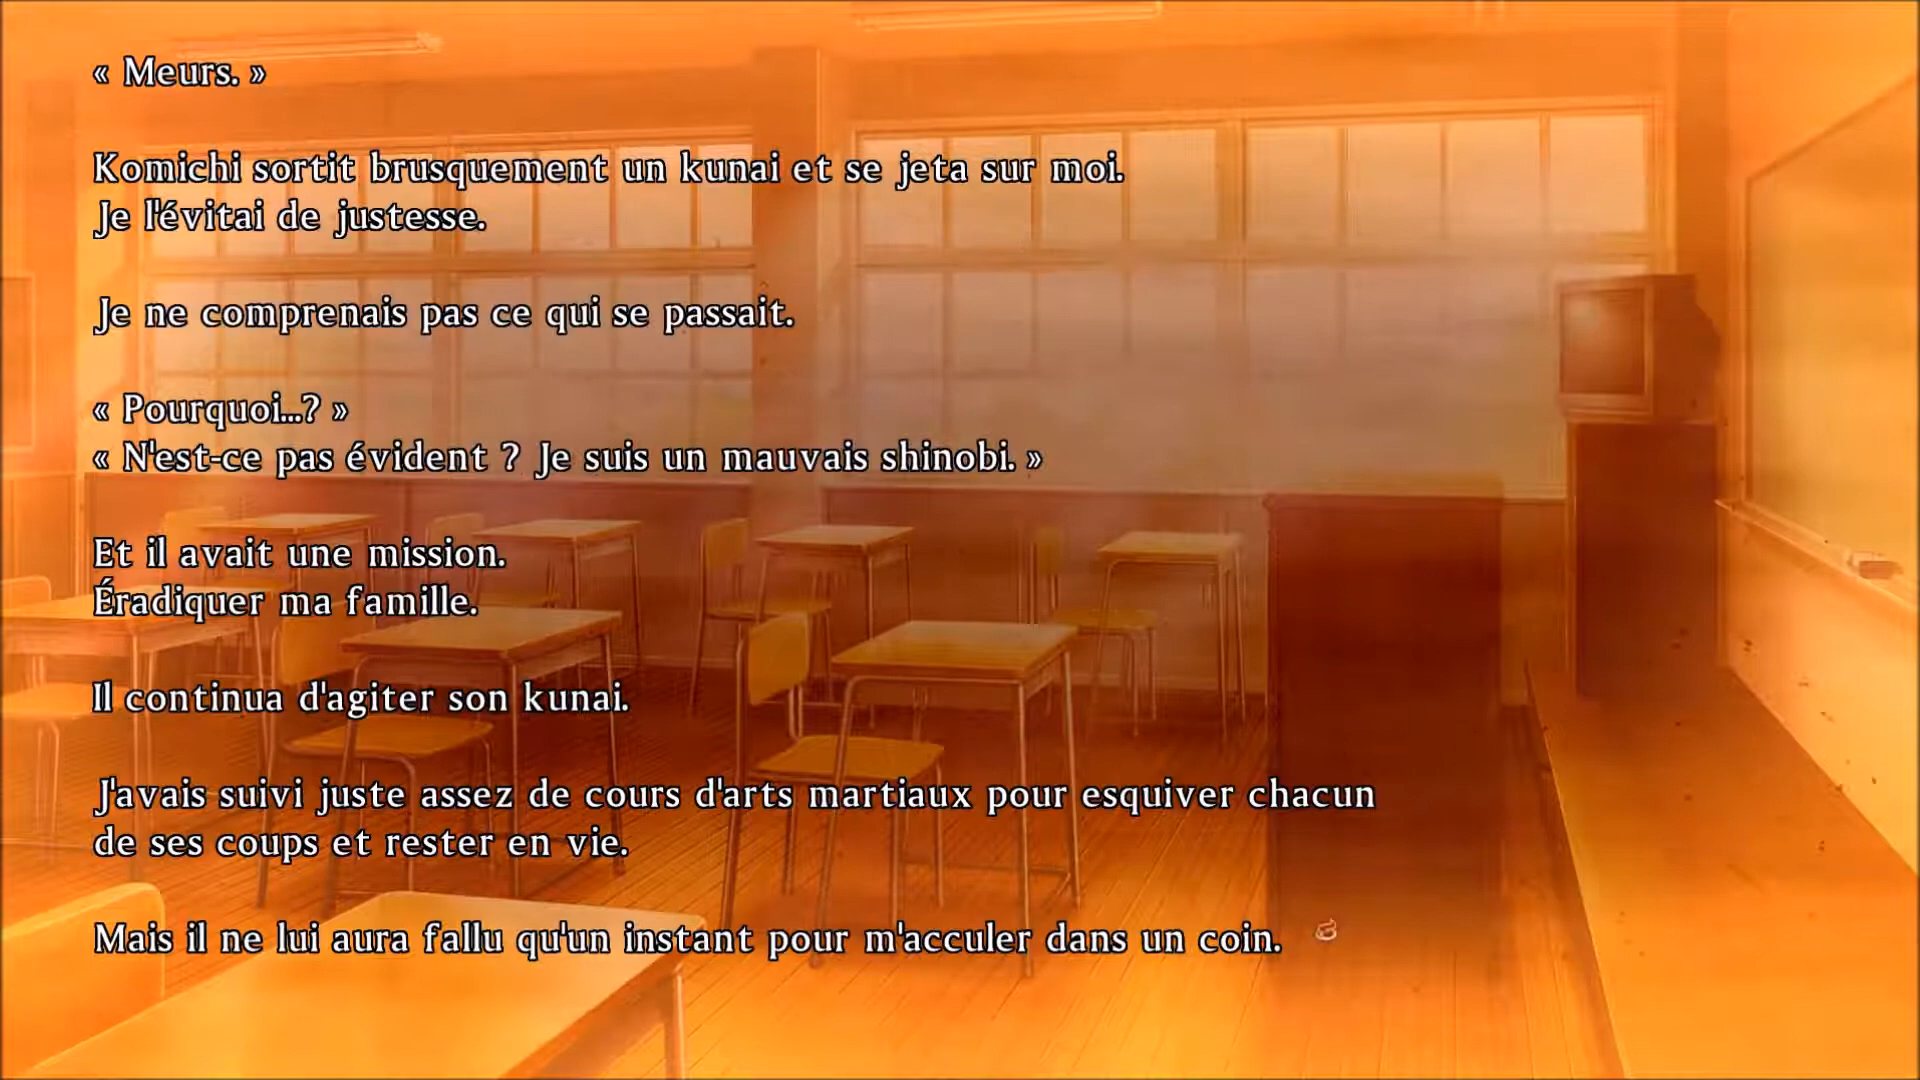 « Meurs. »
Komichi sortit brusquement un kunai et se jeta sur moi.
Je l'évitai de justesse.
Je ne comprenais pas ce qui se passait.
« Pourquoi...? »
« N'est-ce pas évident ? Je suis un mauvais shinobi. »
Et il avait une mission.
Éradiquer ma famille.
Il continua d'agiter son kunai.
J'avais suivi juste assez de cours d'arts martiaux pour esquiver chacun
de ses coups et rester en vie.
Mais il ne lui aura fallu qu'un instant pour m'acculer dans un coin.